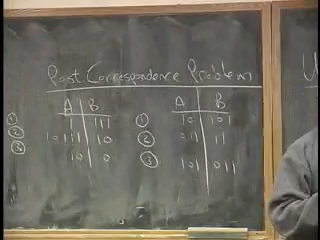 Post Correspondence Problem
A B A B
① 1 111 ① 10 101
② 10111 10 ② 011 11
③ 10 0 ③ 101 011